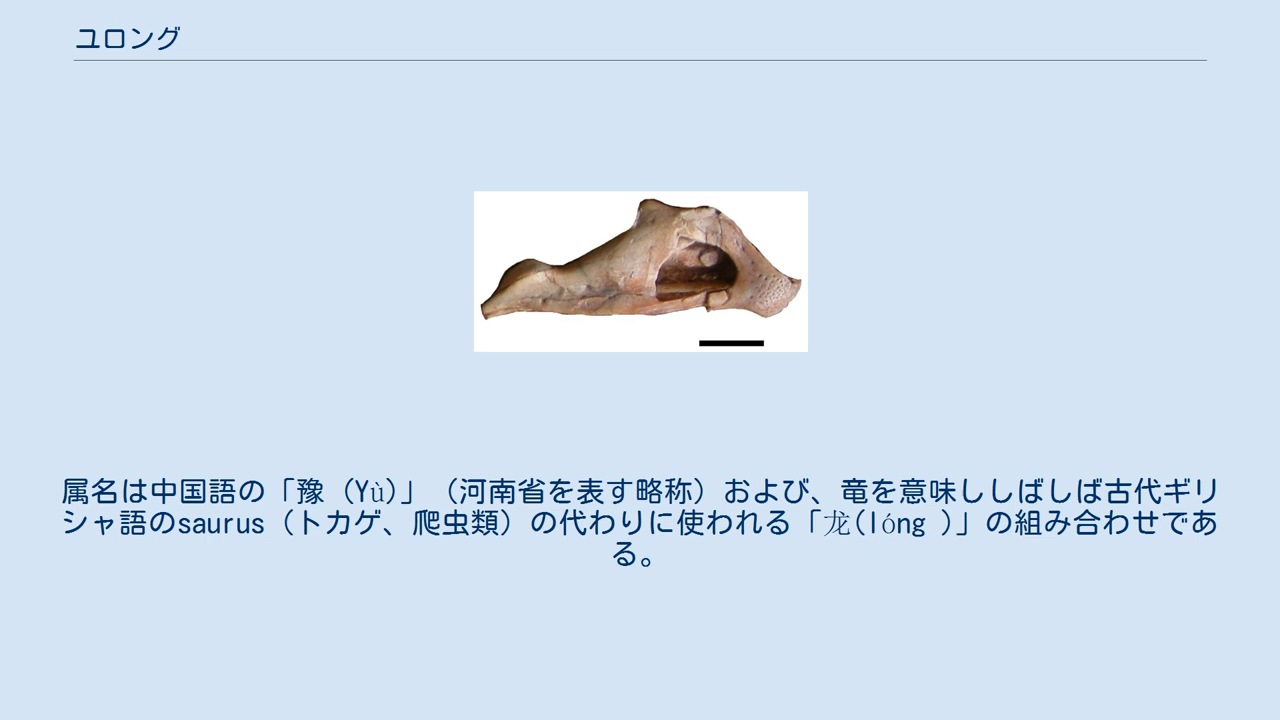 ユロング
属名は中国語の「豫（Yù)」（河南省を表す略称）および、竜を意味ししばしば古代ギリ
シャ語のsaurus（トカゲ、爬虫類）の代わりに使われる「龙(lóng )」の組み合わせであ
る。